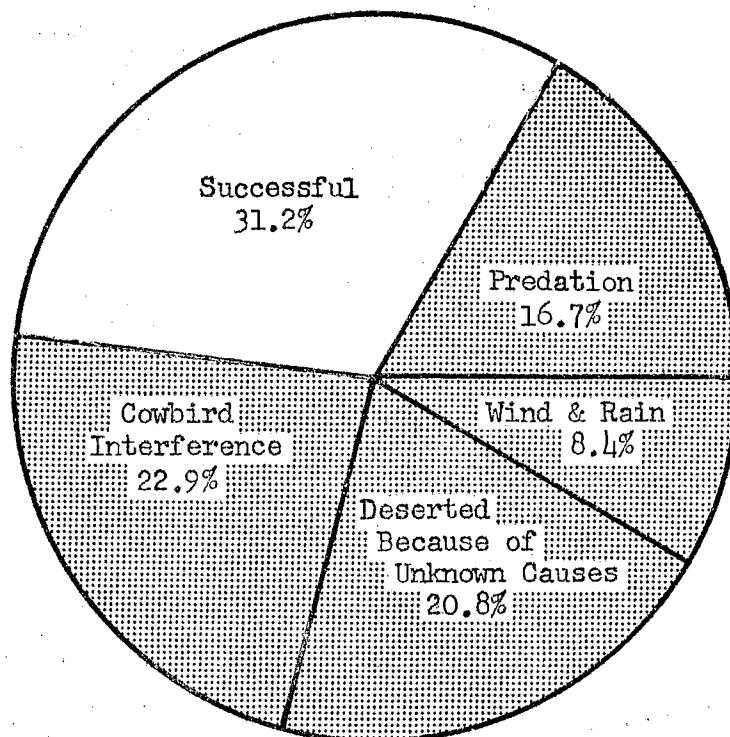 Successful
31.2%
Predation
16.7%
Wind & Rain
8.4%
Cowbird
Interference
22.9%
Deserted
Because of
Unknown Causes
20.8%